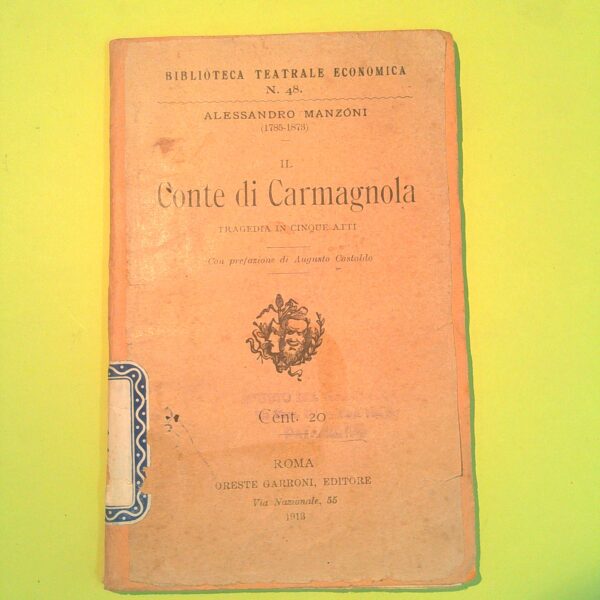 BIBLIOTECA TEATRALE ECONOMICA
N. 48.
ALESSANDRO MANZONI
(1785-1873)
IL
Conte di Carmagnola
TRAGEDIA IN CINQUE ATTI
Con prefazione di Augusto Castaldo
Cent. 20
ROMA
ORESTE GARRONI, EDITORE
Via Nazionale, 55
1913